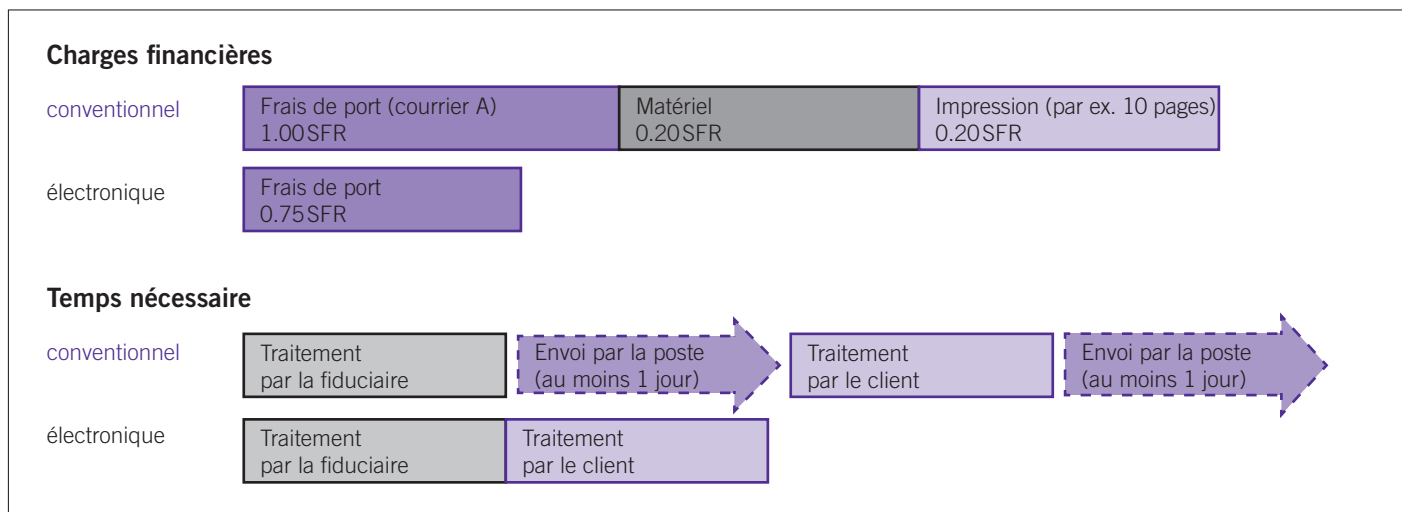 Charges financières
conventionnel
Frais de port (courrier A)
1.00 SFR
Matériel
0.20 SFR
Impression (par ex. 10 pages)
0.20 SFR
électronique
Frais de port
0.75 SFR
Temps nécessaire
conventionnel
Traitement
par la fiduciaire
Envoi par la poste
(au moins 1 jour)
Traitement
par le client
Envoi par la poste
(au moins 1 jour)
électronique
Traitement
par la fiduciaire
Traitement
par le client